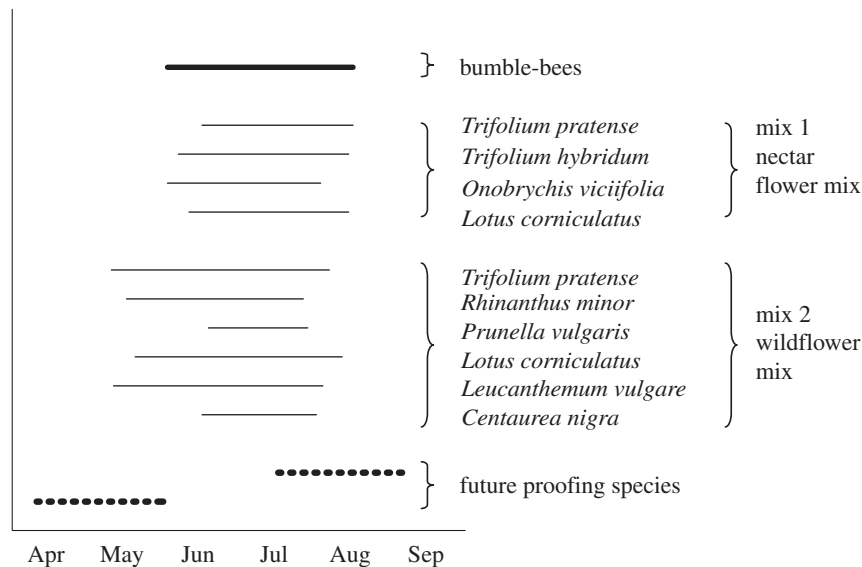 bumble-bees
Trifolium pratense
Trifolium hybridum
Onobrychis viciifolia
Lotus corniculatus
mix 1
nectar
flower mix
Trifolium pratense
Rhinanthus minor
Prunella vulgaris
Lotus corniculatus
Leucanthemum vulgare
Centaurea nigra
mix 2
wildflower
mix
future proofing species
Apr May Jun Jul Aug Sep